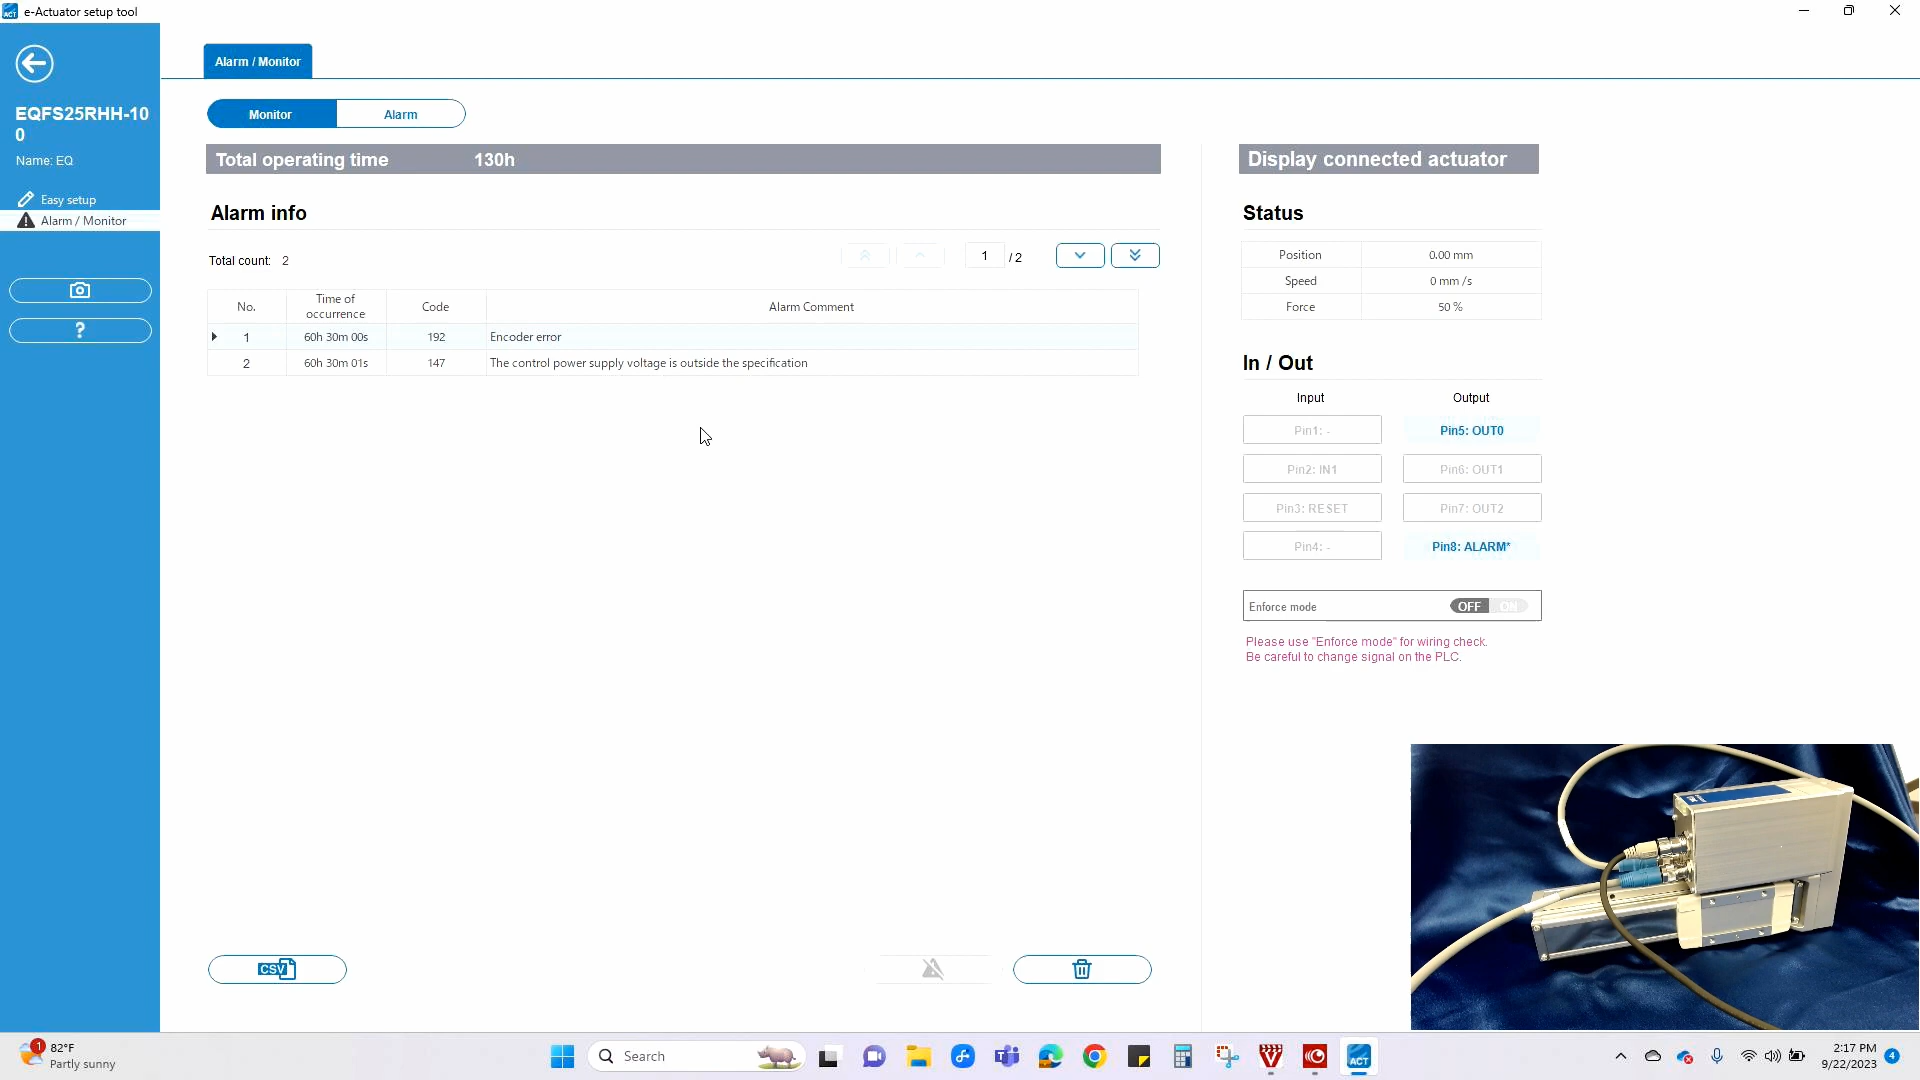 ACT e-Actuator setup tool
EQFS25RHH-10
0
Name: EQ
Easy setup
Alarm / Monitor
?
Alarm / Monitor
Monitor Alarm
Total operating time 130h
Alarm info
Total count: 2
1 / 2
No. Time of occurrence Code Alarm Comment
1 60h 30m 00s 192 Encoder error
2 60h 30m 01s 147 The control power supply voltage is outside the specification
CSV
Display connected actuator
Status
Position 0.00 mm
Speed 0 mm /s
Force 50 %
In / Out
Input Output
Pin1: - Pin5: OUT0
Pin2: IN1 Pin6: OUT1
Pin3: RESET Pin7: OUT2
Pin4: - Pin8: ALARM*
Enforce mode OFF ON
Please use "Enforce mode" for wiring check.
Be careful to change signal on the PLC.
1
82°F
Partly sunny
Search
ACT
2:17 PM
9/22/2023
4